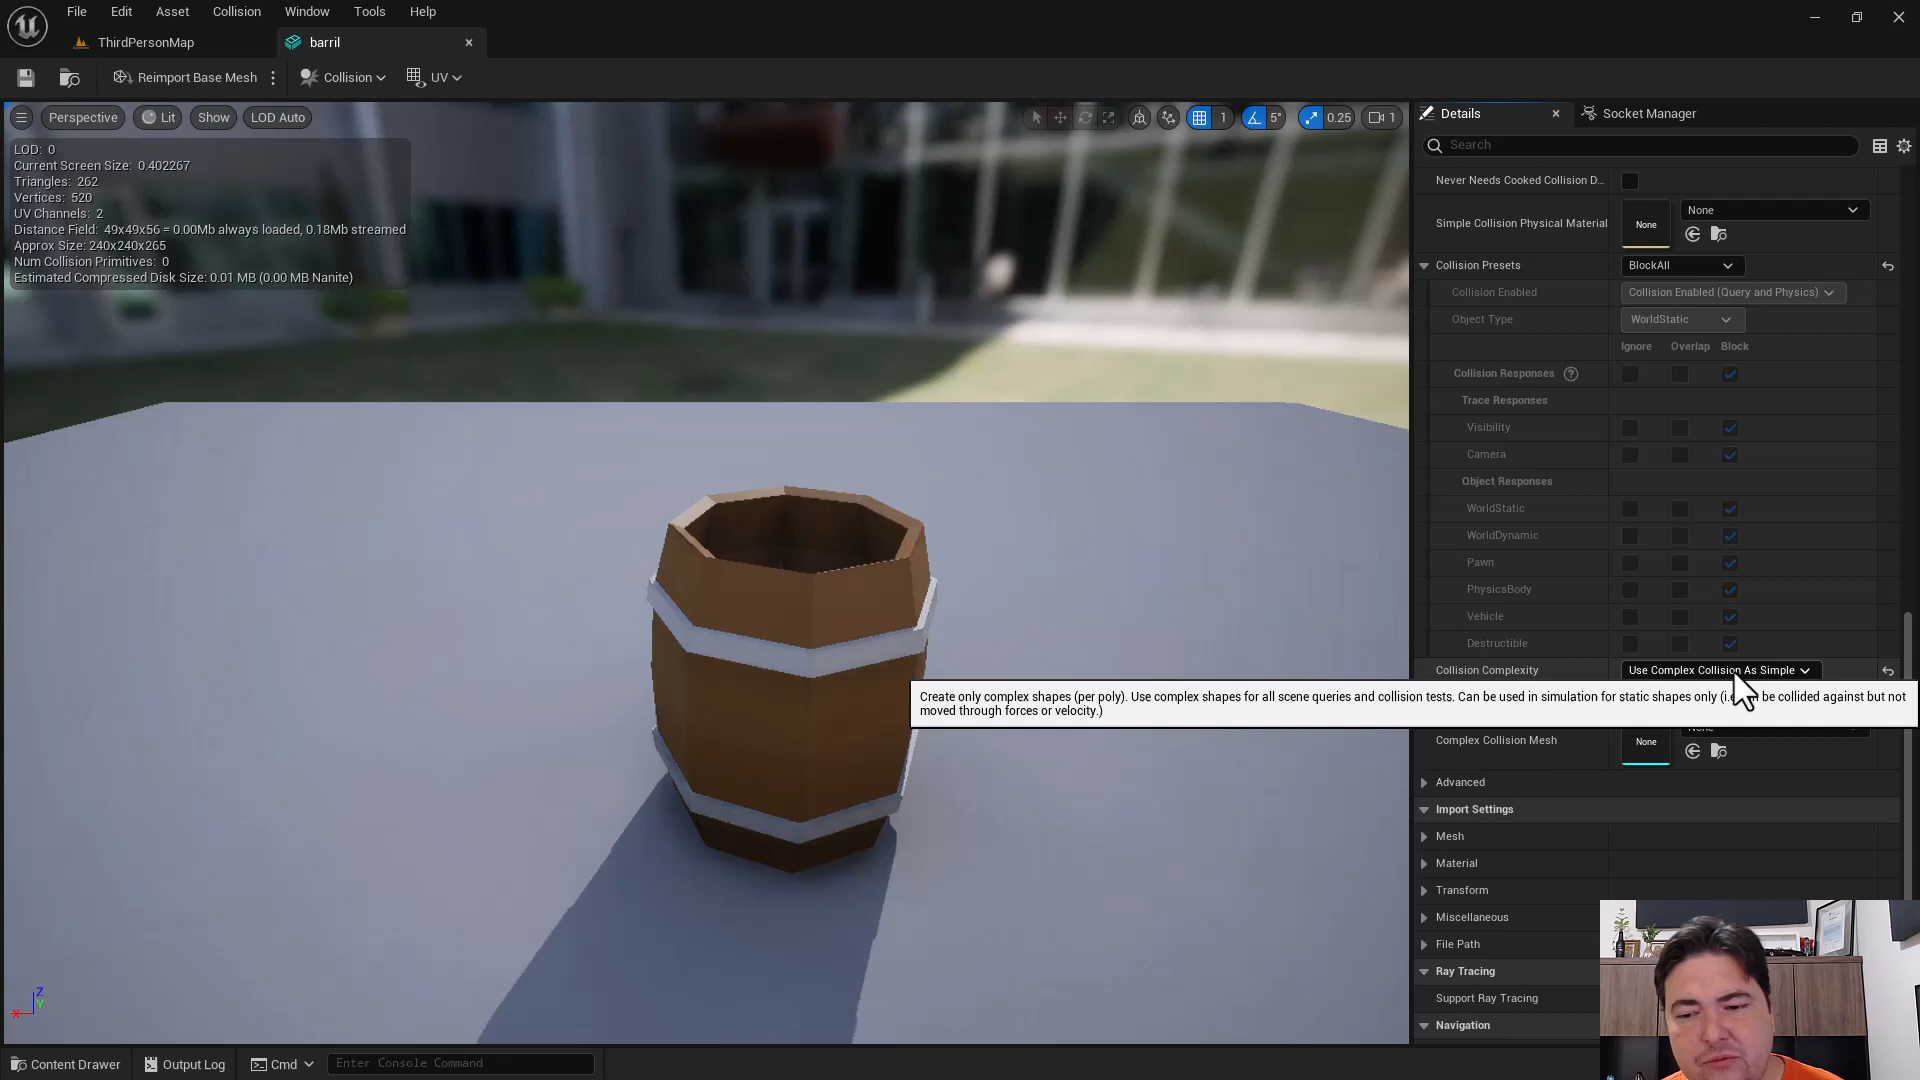 File
Edit
Asset
Collision
Window
Tools
Help
ThirdPersonMap
barril
Reimport Base Mesh
Collision
UV
Perspective
Lit
Show
LOD Auto
1
5°
0.25
1
LOD: 0
Current Screen Size: 0.402267
Triangles: 262
Vertices: 520
UV Channels: 2
Distance Field: 49x49x56 = 0.00Mb always loaded, 0.18Mb streamed
Approx Size: 240x240x265
Num Collision Primitives: 0
Estimated Compressed Disk Size: 0.01 MB (0.00 MB Nanite)
Details
Socket Manager
Search
Never Needs Cooked Collision D...
Simple Collision Physical Material
None
None
Collision Presets
BlockAll
Collision Enabled
Collision Enabled (Query and Physics)
Object Type
WorldStatic
Ignore Overlap Block
Collision Responses
Trace Responses
Visibility
Camera
Object Responses
WorldStatic
WorldDynamic
Pawn
PhysicsBody
Vehicle
Destructible
Collision Complexity
Use Complex Collision As Simple
Create only complex shapes (per poly). Use complex shapes for all scene queries and collision tests. Can be used in simulation for static shapes only (i. be collided against but not
moved through forces or velocity.)
Complex Collision Mesh
None
Advanced
Import Settings
Mesh
Material
Transform
Miscellaneous
File Path
Ray Tracing
Support Ray Tracing
Navigation
Z
Y
X
Content Drawer
Output Log
Cmd
Enter Console Command